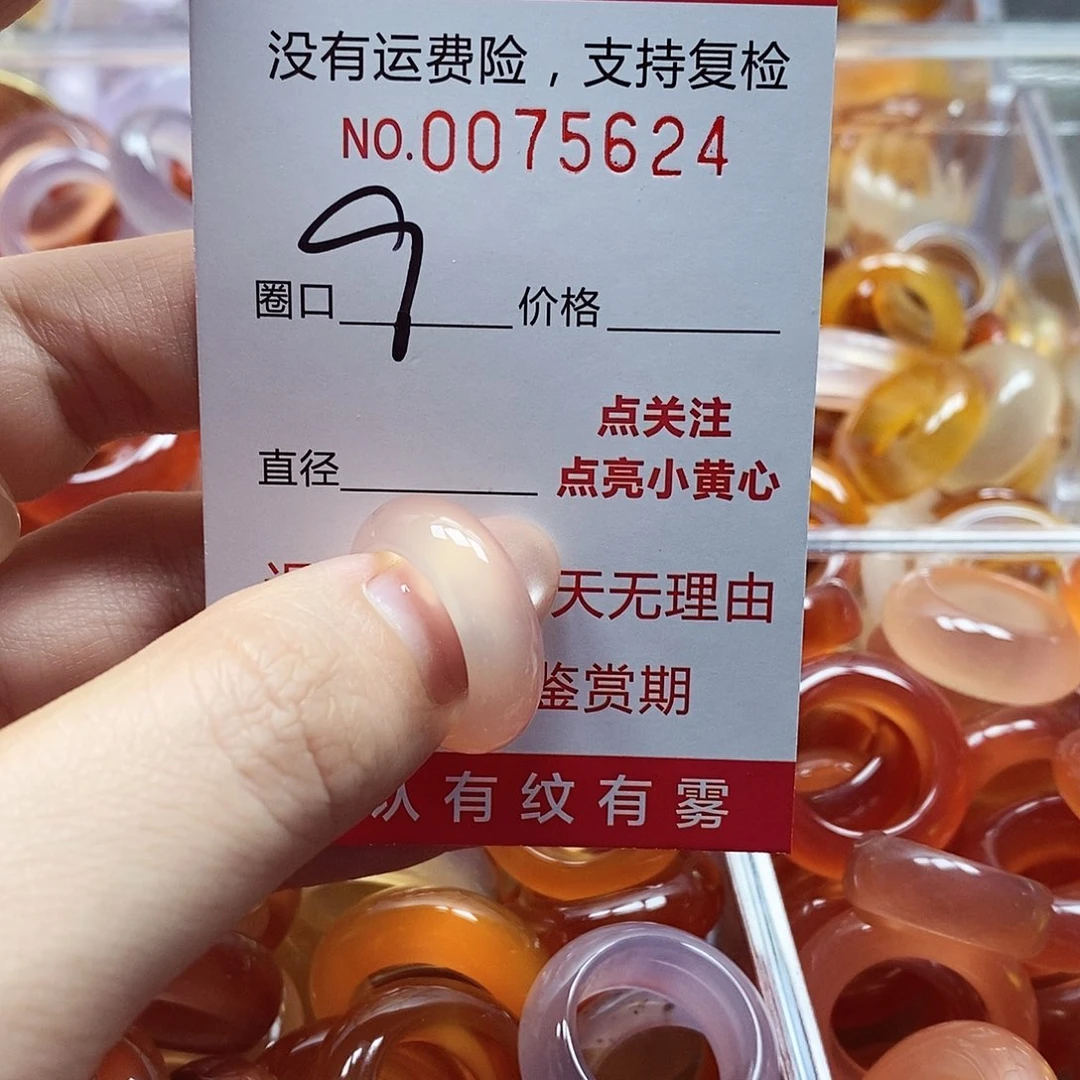 没有运费险，支持复检
NO.0075624
圈口 9 价格
点关注
直径 点亮小黄心
天无理由
鉴赏期
有纹有雾